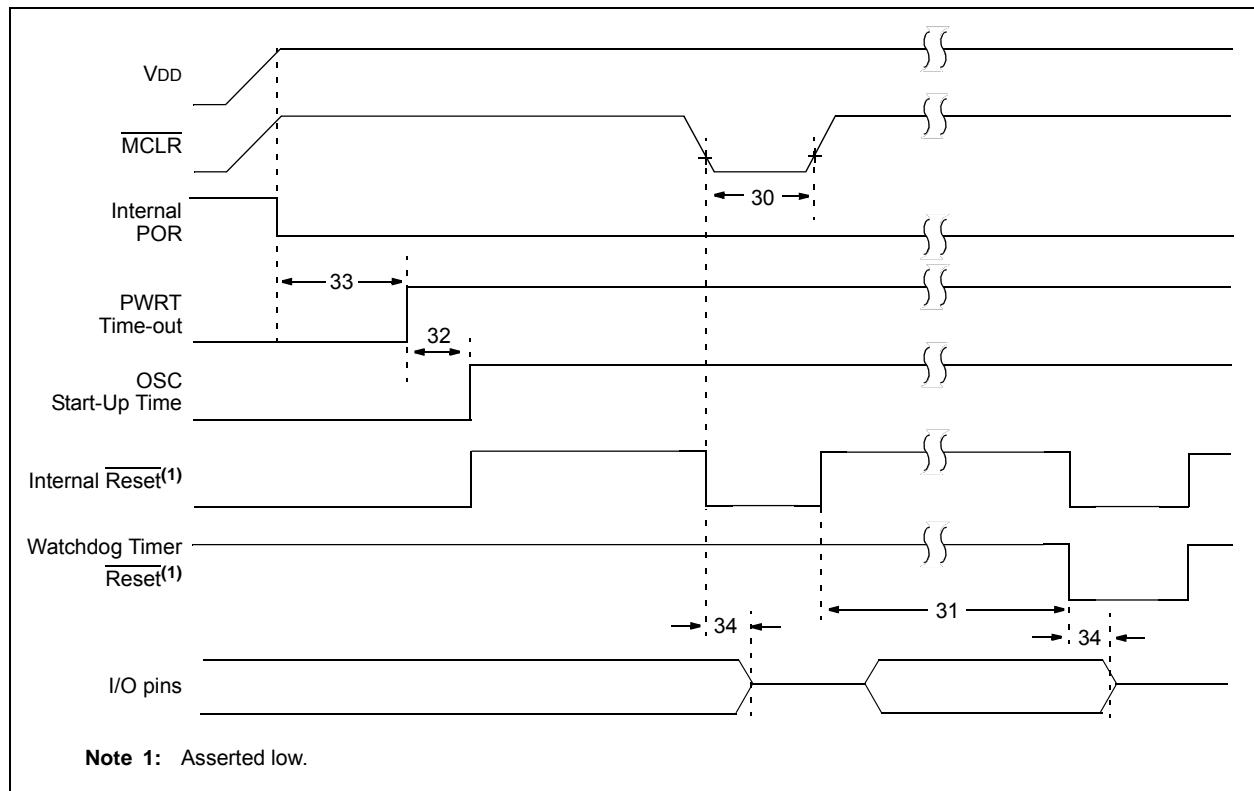 VDD
MCLR
30
Internal
POR
33
PWRT
Time-out
32
OSC
Start-Up Time
Internal Reset(1)
Watchdog Timer
Reset(1)
31
34
34
I/O pins
Note 1: Asserted low.